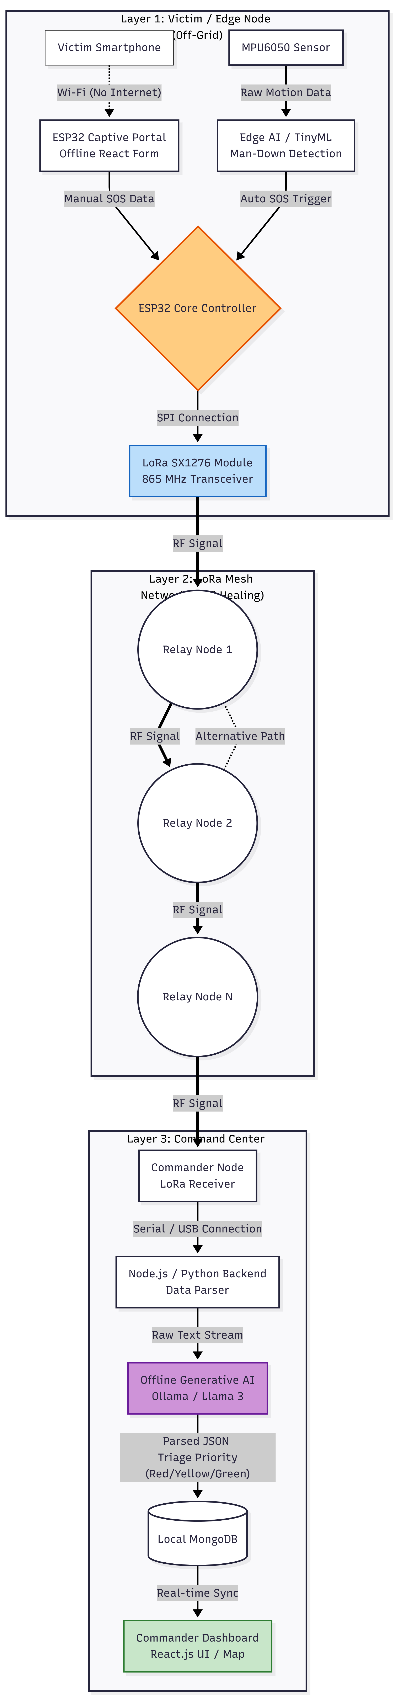 Layer 1: Victim / Edge Node
(Off-Grid)
Victim Smartphone
MPU6050 Sensor
Wi-Fi (No Internet)
Raw Motion Data
ESP32 Captive Portal
Offline React Form
Edge AI / TinyML
Man-Down Detection
Manual SOS Data
Auto SOS Trigger
ESP32 Core Controller
SPI Connection
LoRa SX1276 Module
865 MHz Transceiver
RF Signal
Layer 2: LoRa Mesh
Healing)
Relay Node 1
RF Signal
Alternative Path
Relay Node 2
RF Signal
Relay Node N
RF Signal
Layer 3: Command Center
Commander Node
LoRa Receiver
Serial / USB Connection
Node.js / Python Backend
Data Parser
Raw Text Stream
Offline Generative AI
Ollama / Llama 3
Parsed JSON
Triage Priority
(Red/Yellow/Green)
Local MongoDB
Real-time Sync
Commander Dashboard
React.js UI / Map